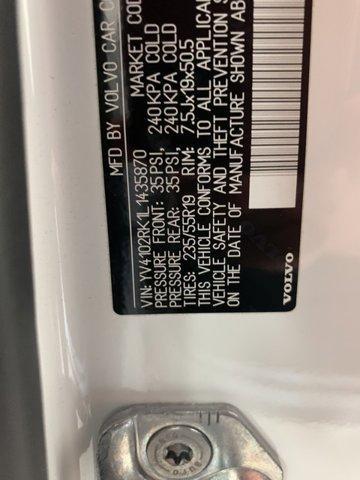 MFD BY VOLVO CAR C
MARKET COD
VIN: YV4102RK1L1435870
PRESSURE FRONT: 35PSI, 240KPA COLD
PRESSURE REAR: 35PSI, 240KPA COLD
TIRES: 235/55R19 RIM: 7.5Jx19x50.5
THIS VEHICLE CONFORMS TO ALL APPLICA
VEHICLE SAFETY AND THEFT PREVENTION S
ON THE DATE OF MANUFACTURE SHOWN AB
VOLVO